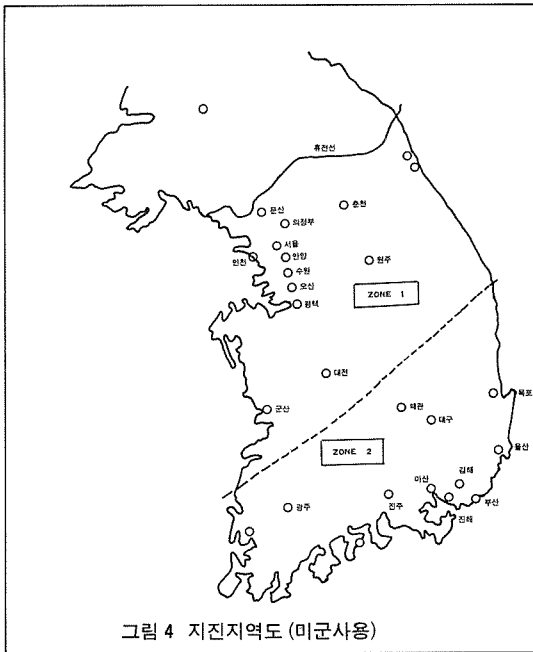 휴전선
문산
춘천
의정부
서울
인천
안양
원주
수원
오산
ZONE 1
평택
대전
목포
군산
왜관
대구
울산
ZONE 2
김해
마산
진주
부산
광주
진해
그림 4 지진지역도 (미군사용)